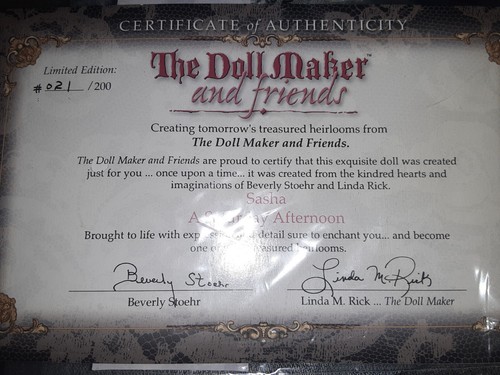 CERTIFICATE of AUTHENTICITY
Limited Edition:
#021/200
The Doll Maker™
and friends
Creating tomorrow's treasured heirlooms from
The Doll Maker and Friends.
The Doll Maker and Friends are proud to certify that this exquisite doll was created
just for you ... once upon a time... it was created from the kindred hearts and
imaginations of Beverly Stoehr and Linda Rick.
Sasha
A Afternoon
Brought to life with detail sure to enchant you...and become
one heirlooms.
Beverly Stoehr
Linda M. Rick
Beverly Stoehr
Linda M. Rick ... The Doll Maker